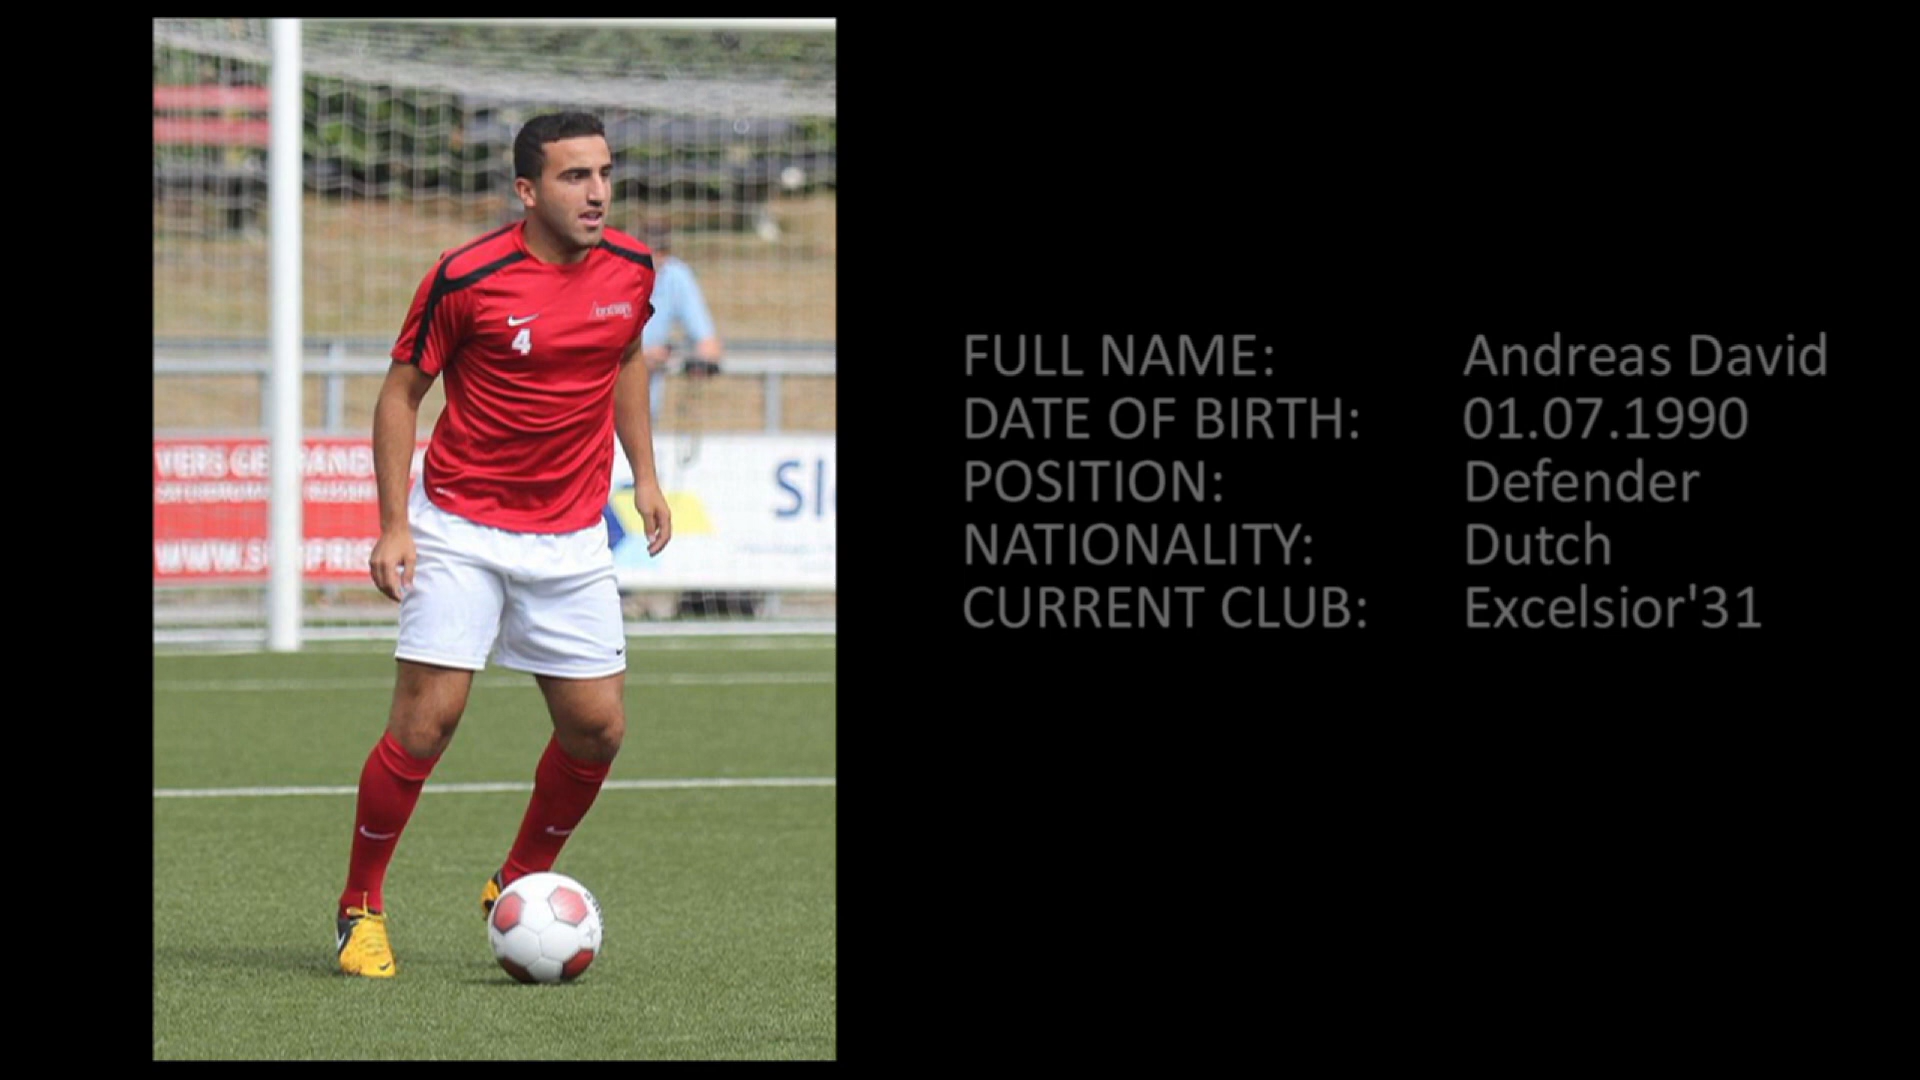 4
SI
FULL NAME: Andreas David
DATE OF BIRTH: 01.07.1990
POSITION: Defender
NATIONALITY: Dutch
CURRENT CLUB: Excelsior'31